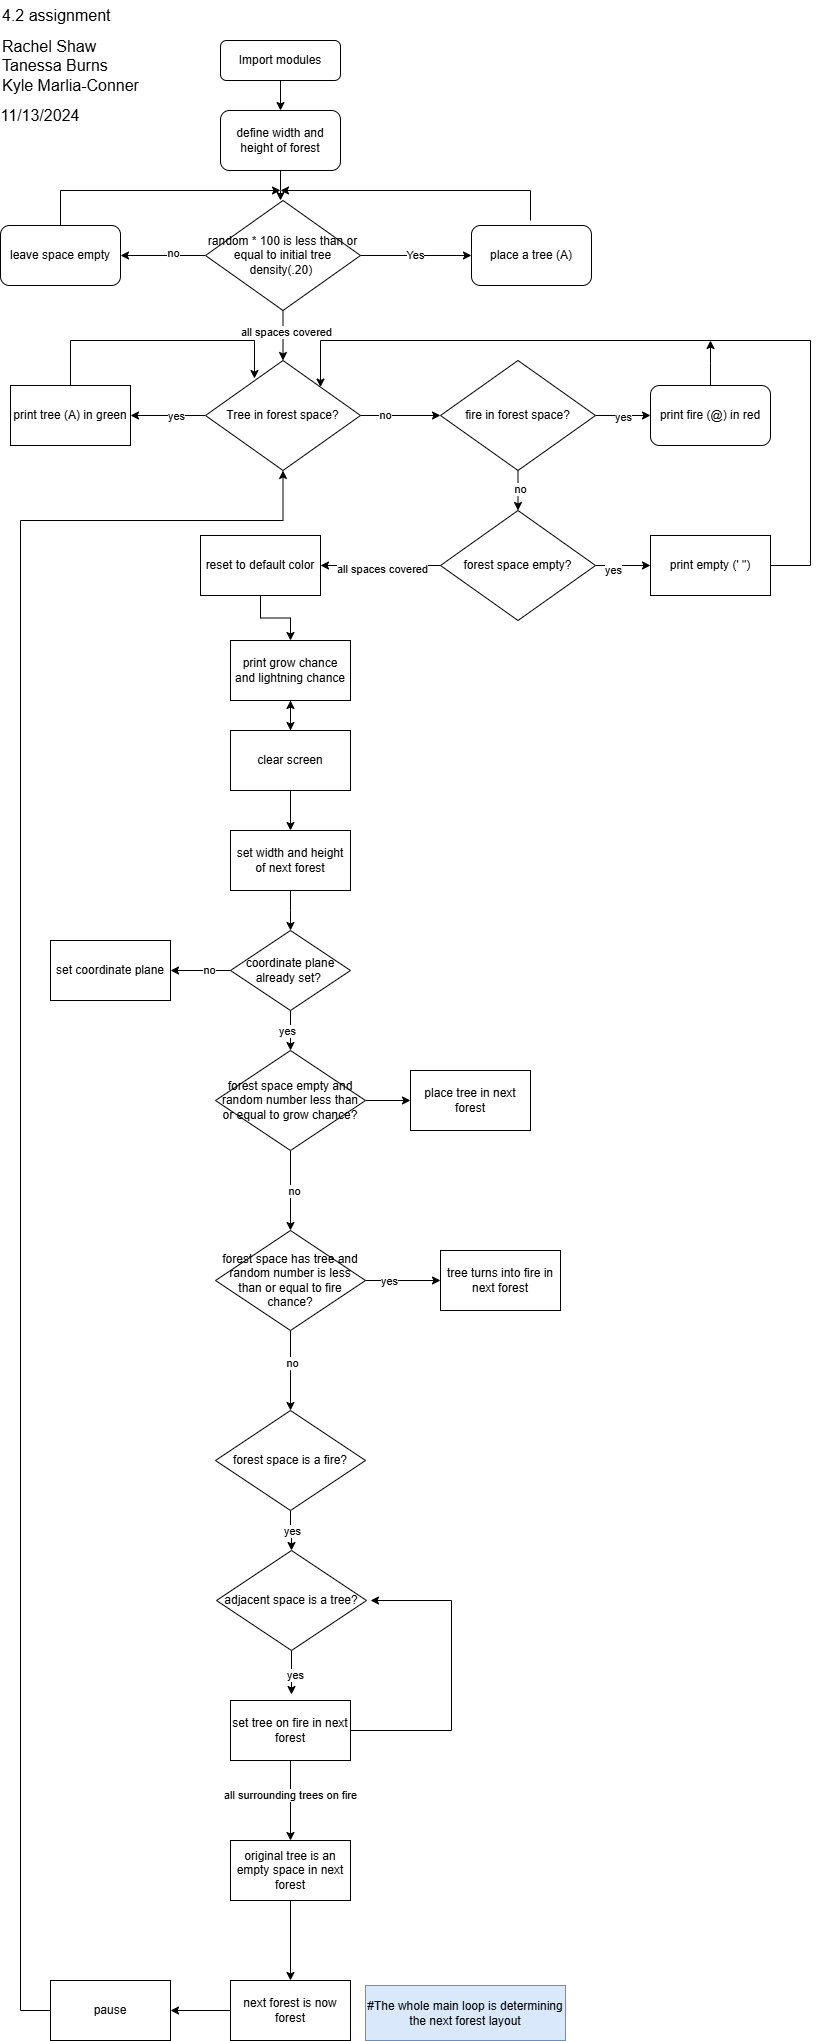 4.2 assignment
Rachel Shaw
Tanessa Burns
Kyle Marlia-Conner
11/13/2024
Import modules
define width and
height of forest
leave space empty
no
random * 100 is less than or
equal to initial tree
density(.20)
Yes
place a tree (A)
all spaces covered
print tree (A) in green
yes
Tree in forest space?
no
fire in forest space?
yes
print fire (@) in red
no
reset to default color
all spaces covered
forest space empty?
yes
print empty (' ")
print grow chance
and lightning chance
clear screen
set width and height
of next forest
set coordinate plane
no
coordinate plane
already set?
yes
forest space empty and
random number less than
or equal to grow chance?
place tree in next
forest
no
forest space has tree and
random number is less
than or equal to fire
chance?
yes
tree turns into fire in
next forest
no
forest space is a fire?
yes
adjacent space is a tree?
yes
set tree on fire in next
forest
all surrounding trees on fire
original tree is an
empty space in next
forest
pause
next forest is now
forest
#The whole main loop is determining
the next forest layout